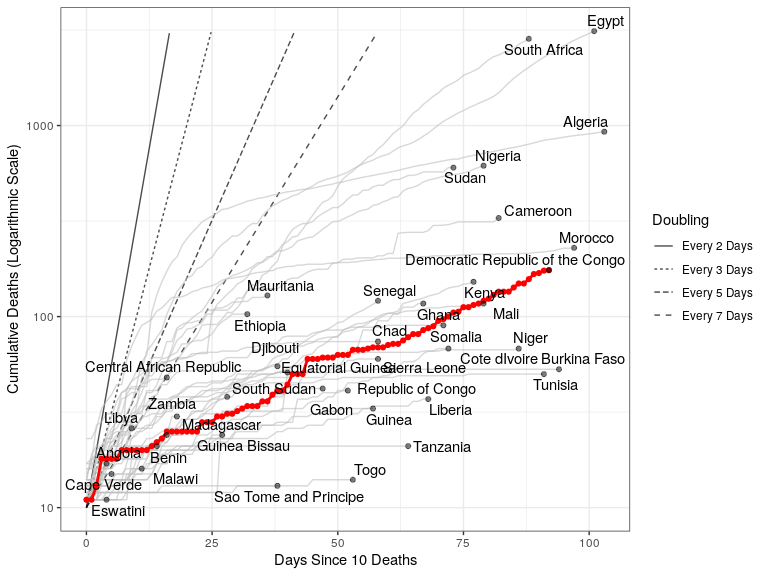 Egypt
South Africa
Algeria
Nigeria
Sudan
Cameroon
Morocco
Democratic Republic of the Congo
Mauritania
Senegal
Kenya
Ethiopia
Ghana
Mali
Chad
Somalia
Niger
Djibouti
Central African Republic
Equatorial Guinea
Sierra Leone
Cote dIvoire
Burkina Faso
Tunisia
South Sudan
Republic of Congo
Zambia
Gabon
Liberia
Libya
Madagascar
Guinea
Guinea Bissau
Tanzania
Angola
Benin
Togo
Cape Verde
Malawi
Sao Tome and Principe
Eswatini
1000
100
10
0
25
50
75
100
Days Since 10 Deaths
Cumulative Deaths (Logarithmic Scale)
Doubling
Every 2 Days
Every 3 Days
Every 5 Days
Every 7 Days